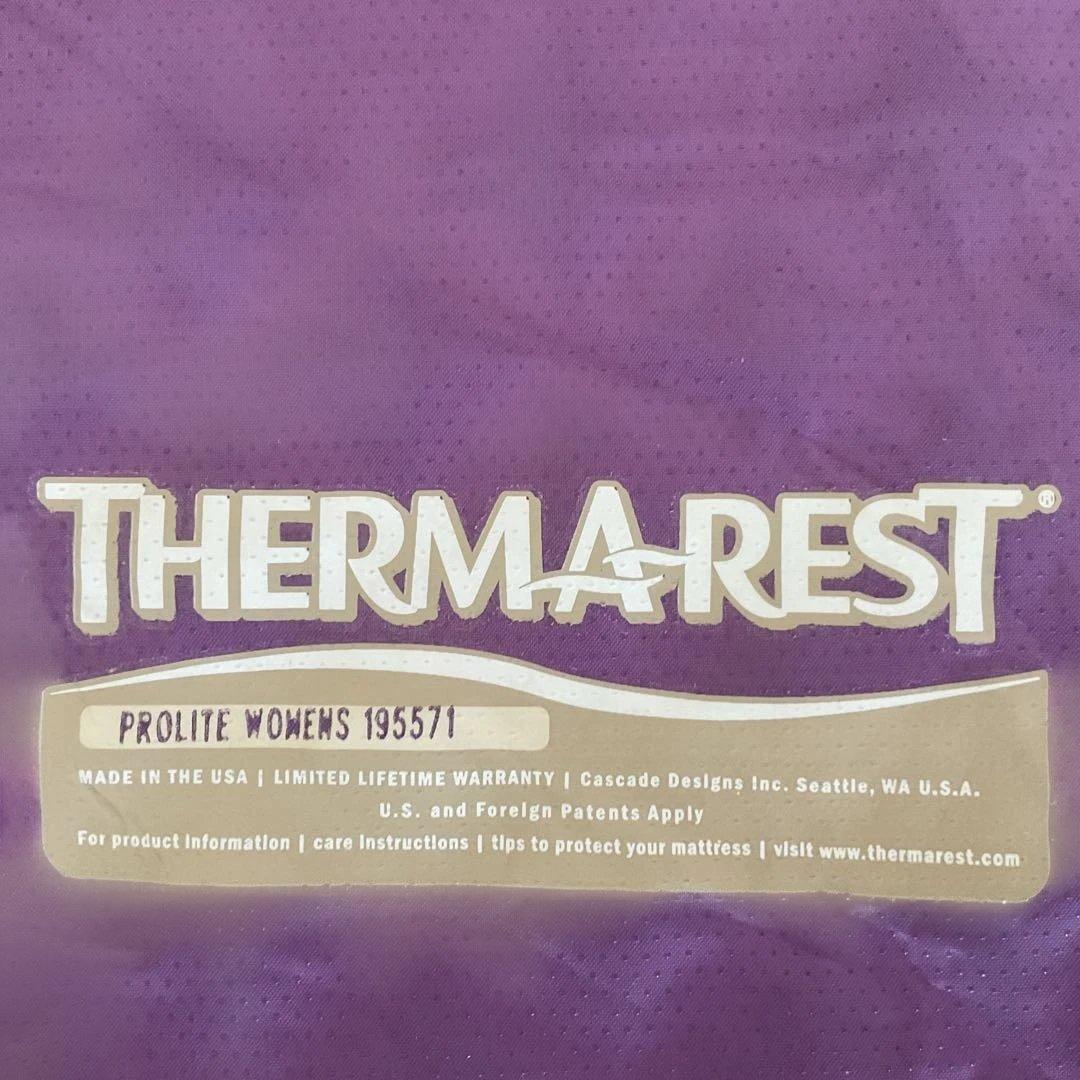 THERMAREST®
PROLITE WOMENS 195571
MADE IN THE USA | LIMITED LIFETIME WARRANTY | Cascade Designs Inc. Seattle, WA U.S.A.
U.S. and Foreign Patents Apply
For product information | care instructions | tips to protect your mattress | visit www.thermarest.com